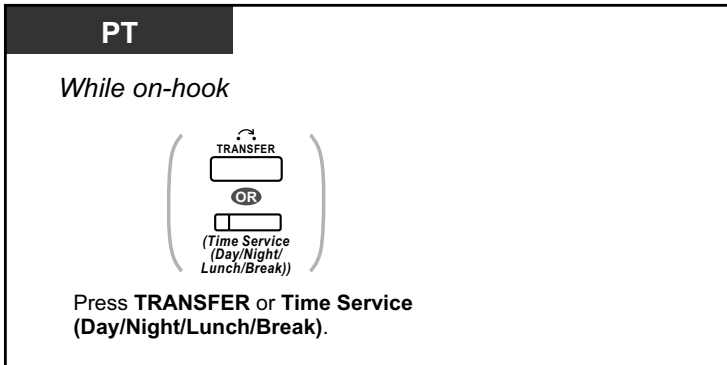 PT
While on-hook
TRANSFER
OR
(Time Service
(Day/Night/
Lunch/Break))
Press TRANSFER or Time Service
(Day/Night/Lunch/Break).